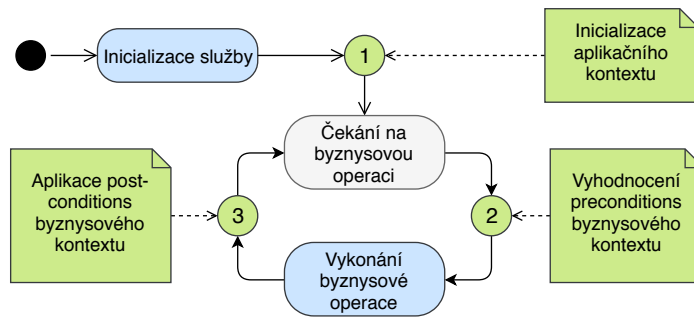 Inicializace služby
1
Inicializace
aplikačního
kontextu
Čekání na
byznysovou
operaci
Aplikace post-
conditions
byznysového
kontextu
3
2
Vyhodnocení
preconditions
byznysového
kontextu
Vykonání
byznysové
operace